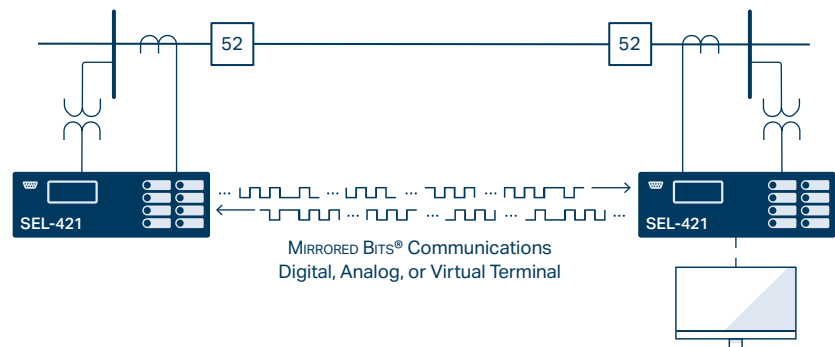 52
52
SEL-421
SEL-421
MIRRORED BITS® Communications
Digital, Analog, or Virtual Terminal